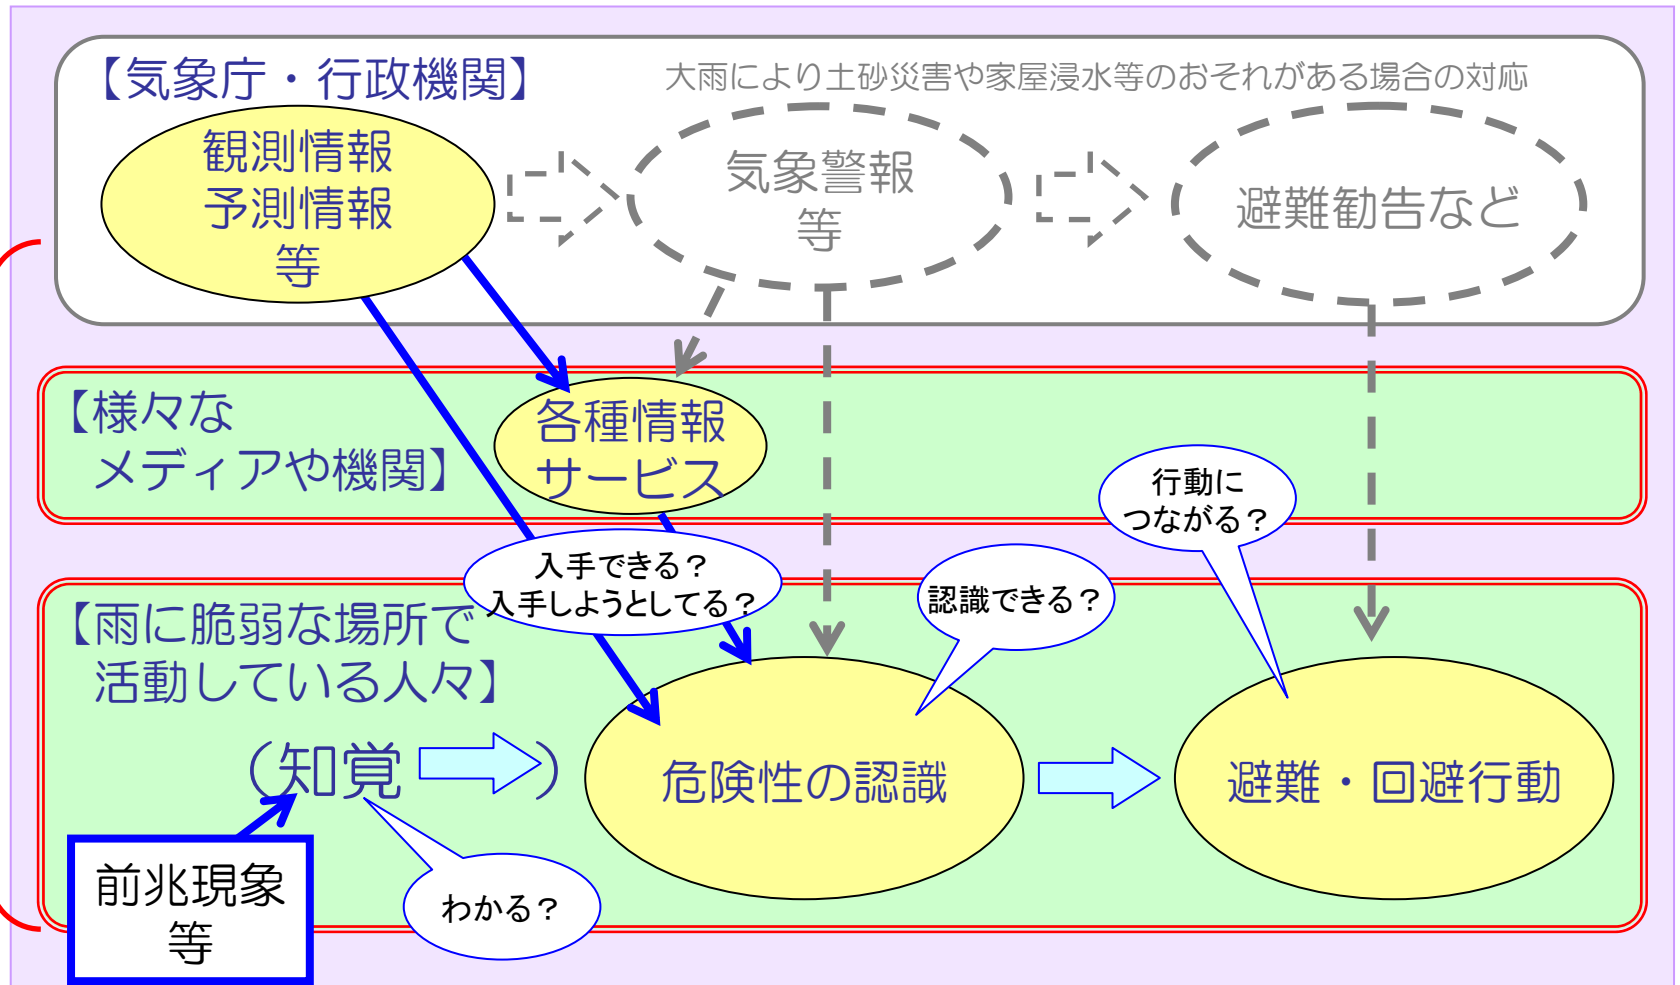 【気象庁・行政機関】
大雨により土砂災害や家屋浸水等のおそれがある場合の対応
観測情報
予測情報
等
気象警報
等
避難勧告など
【様々な
メディアや機関】
各種情報
サービス
行動に
つながる？
入手できる？
入手しようとしてる？
認識できる？
【雨に脆弱な場所で
活動している人々】
（知覚　）
危険性の認識
避難・回避行動
前兆現象
等
わかる？